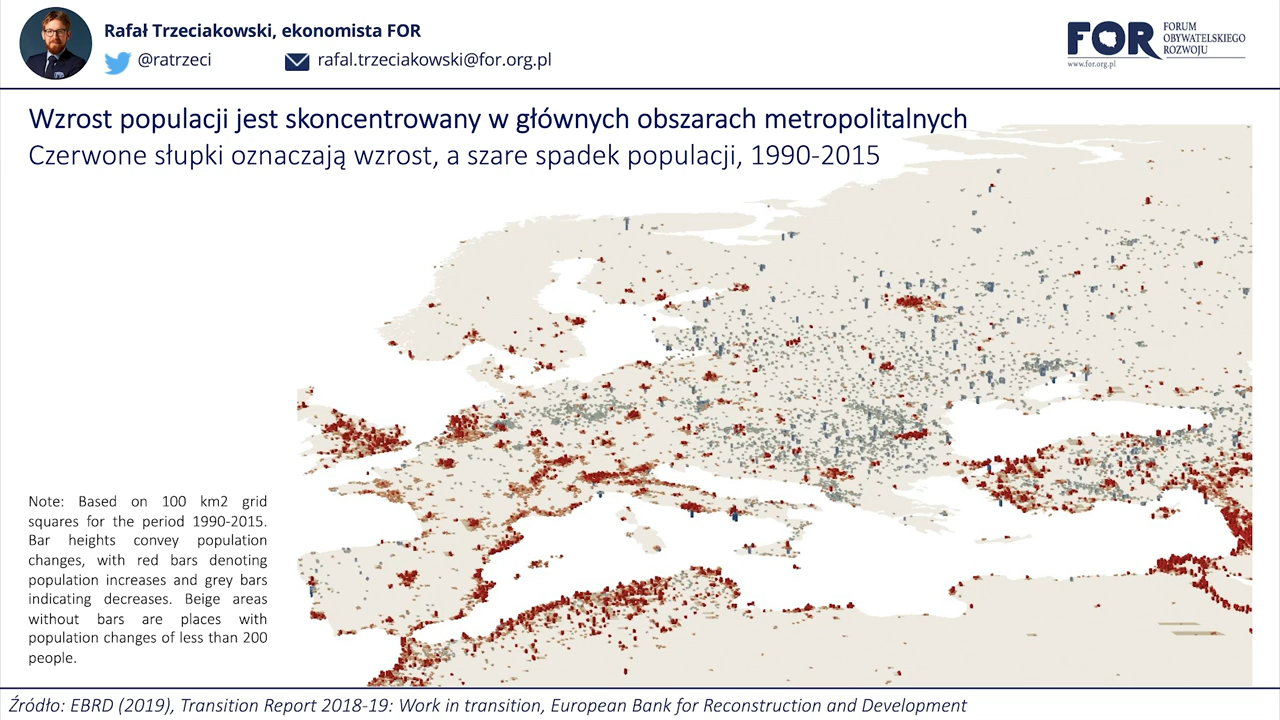 Rafał Trzeciakowski, ekonomista FOR
@ratrzeci
rafal.trzeciakowski@for.org.pl
FOR
FORUM
OBYWATELSKIEGO
ROZWOJU
www.for.org.pl
Wzrost populacji jest skoncentrowany w głównych obszarach metropolitalnych
Czerwone słupki oznaczają wzrost, a szare spadek populacji, 1990-2015
Note: Based on 100 km2 grid
squares for the period 1990-2015.
Bar heights convey population
changes, with red bars denoting
population increases and grey bars
indicating decreases. Beige areas
without bars are places with
population changes of less than 200
people.
Źródło: EBRD (2019), Transition Report 2018-19: Work in transition, European Bank for Reconstruction and Development